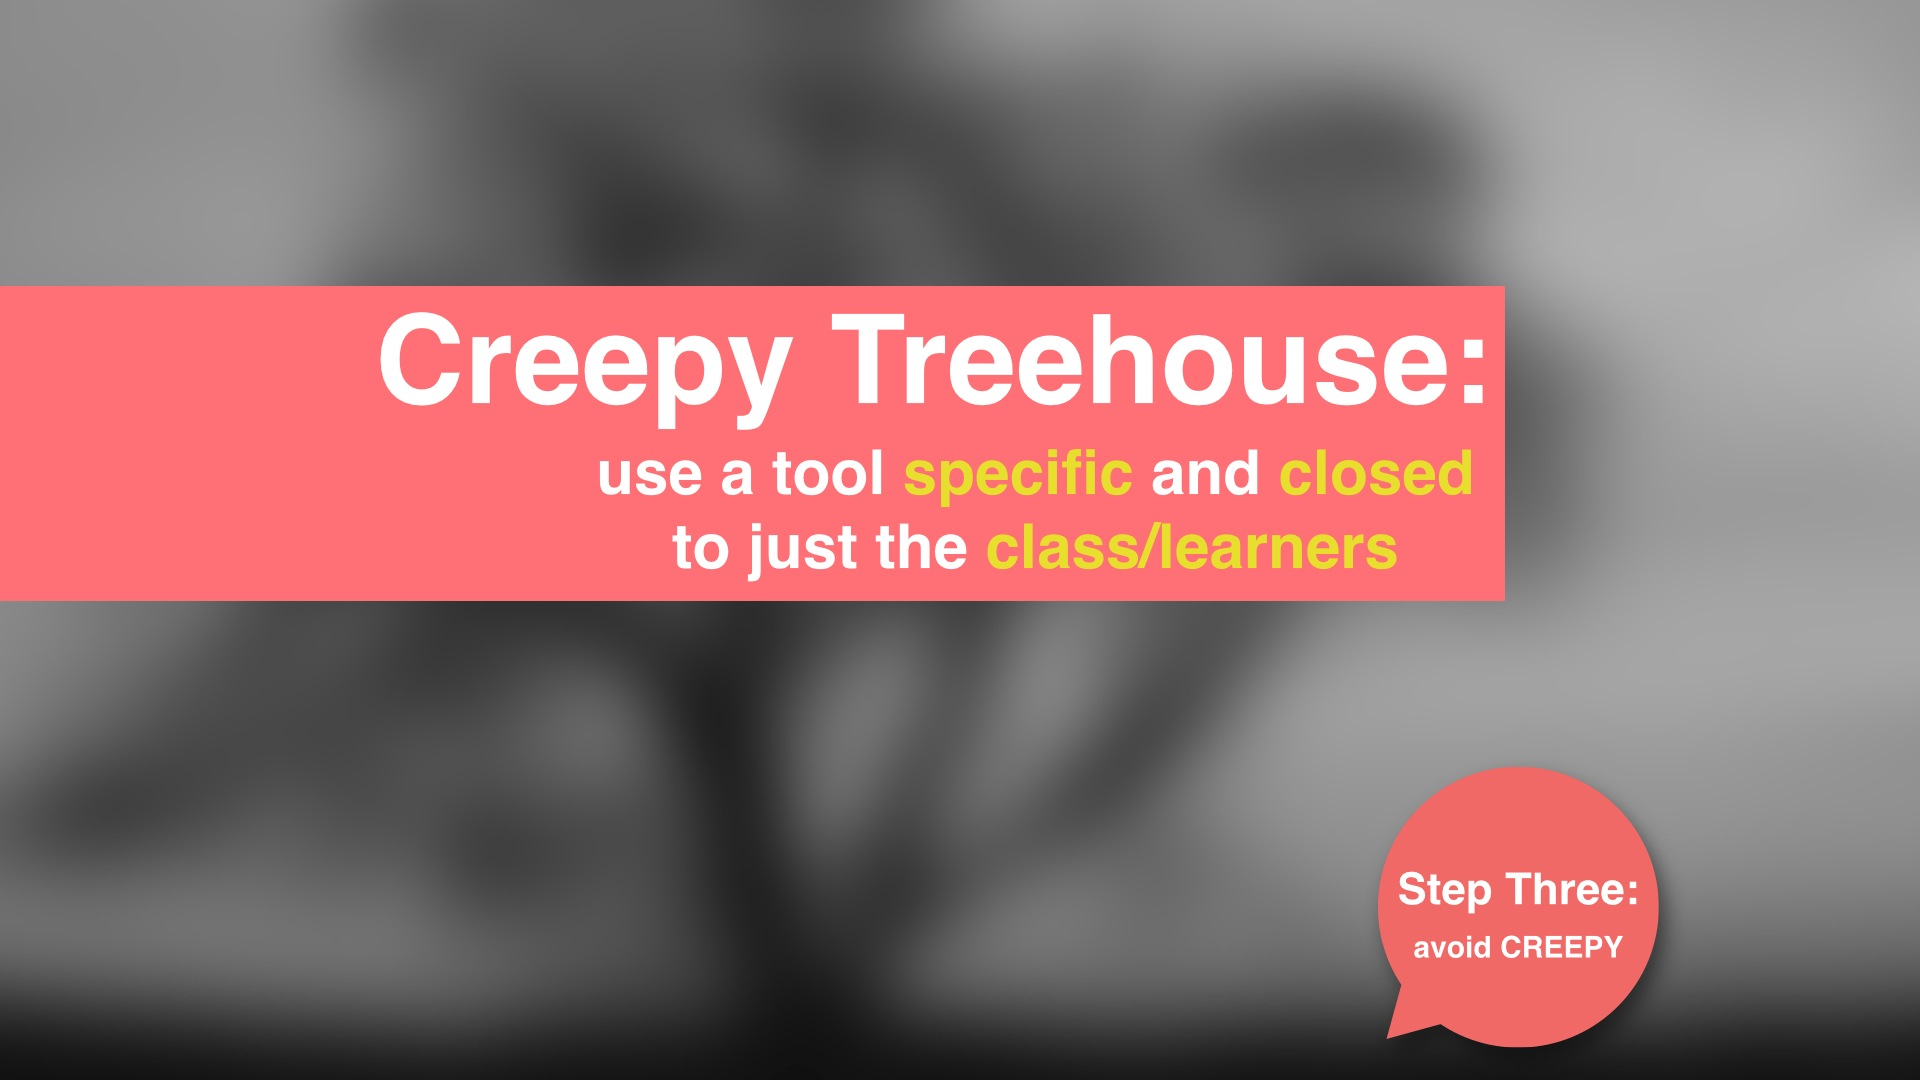 Creepy Treehouse:
use a tool specific and closed
to just the class/learners
Step Three:
avoid CREEPY